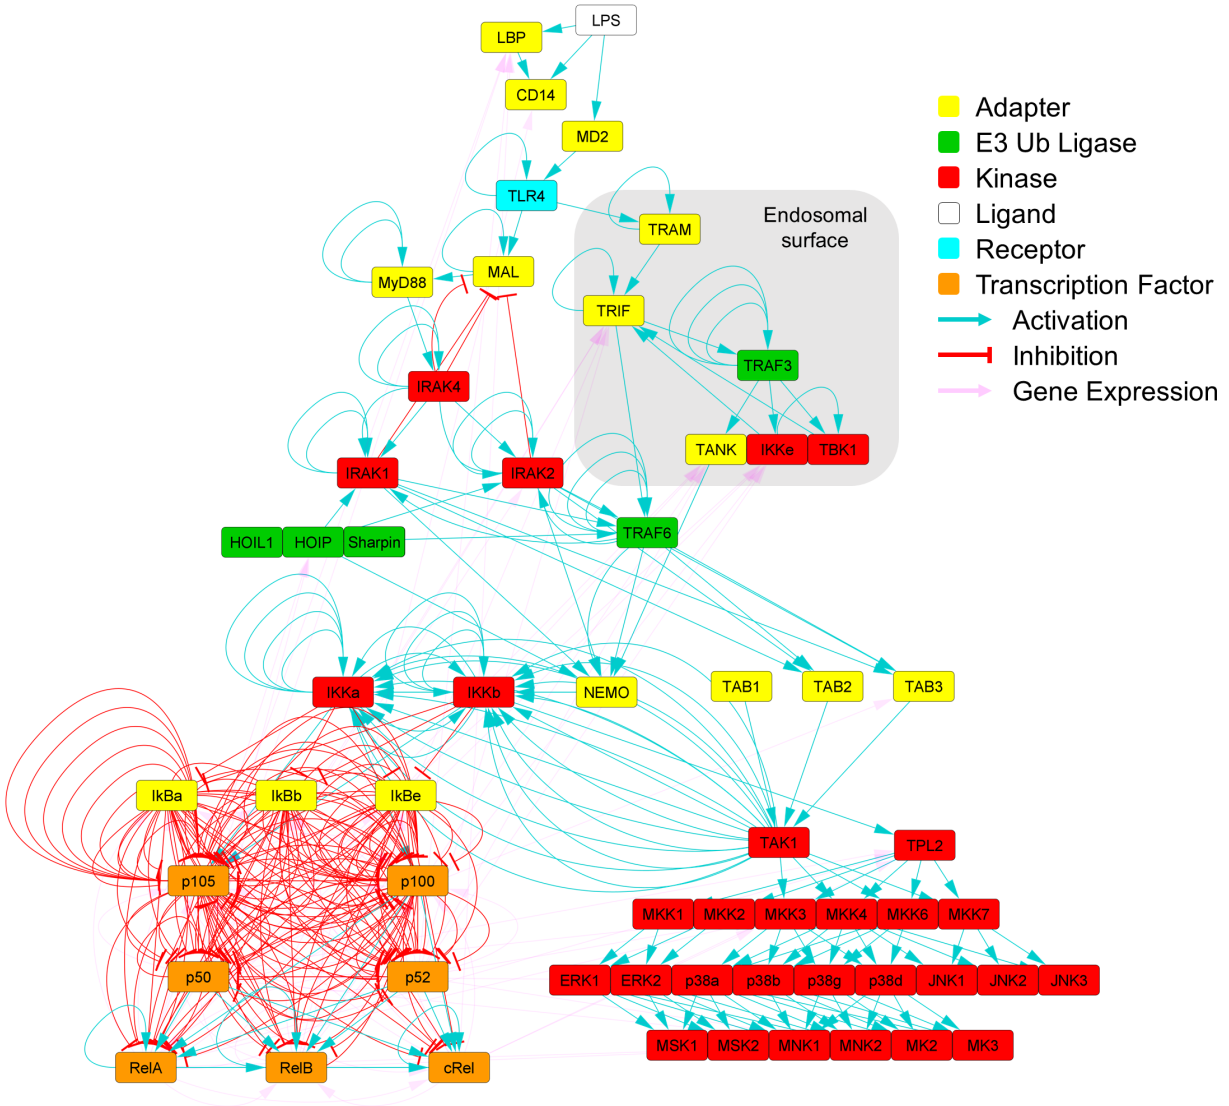 LPS
LBP
CD14
MD2
TLR4
TRAM
Endosomal
surface
MAL
MyD88
TRIF
TRAF3
IRAK4
TANK
IKKe
TBK1
IRAK1
IRAK2
TRAF6
HOIL1
HOIP
Sharpin
IKKa
IKKb
NEMO
TAB1
TAB2
TAB3
IkBa
IkBb
IkBe
TAK1
TPL2
p105
p100
MKK1
MKK2
MKK3
MKK4
MKK6
MKK7
p50
p52
ERK1
ERK2
p38a
p38b
p38g
p38d
JNK1
JNK2
JNK3
MSK1
MSK2
MNK1
MNK2
MK2
MK3
RelA
RelB
cRel
Adapter
E3 Ub Ligase
Kinase
Ligand
Receptor
Transcription Factor
Activation
Inhibition
Gene Expression